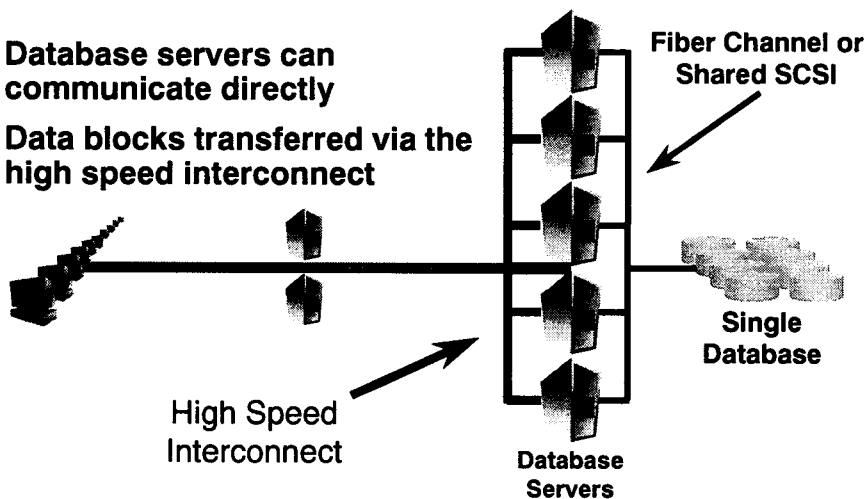 Database servers can
communicate directly
Data blocks transferred via the
high speed interconnect
Fiber Channel or
Shared SCSI
Single
Database
High Speed
Interconnect
Database
Servers